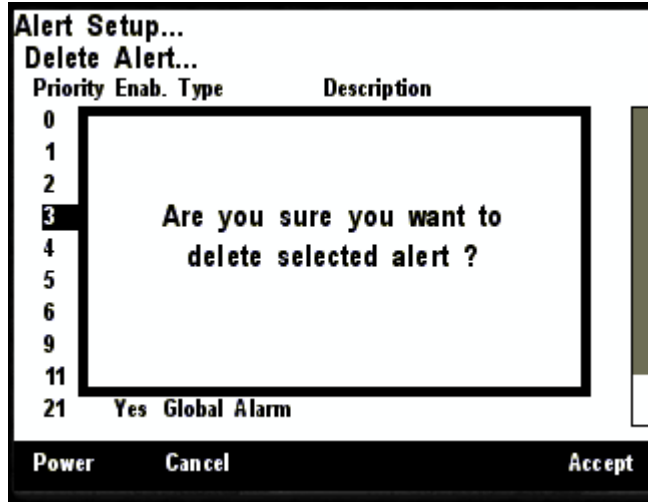 Alert Setup...
Delete Alert...
Priority Enab. Type Description
0
1
2
3
4
5
6
9
11
21 Yes Global Alarm
Are you sure you want to
delete selected alert ?
Power Cancel Accept